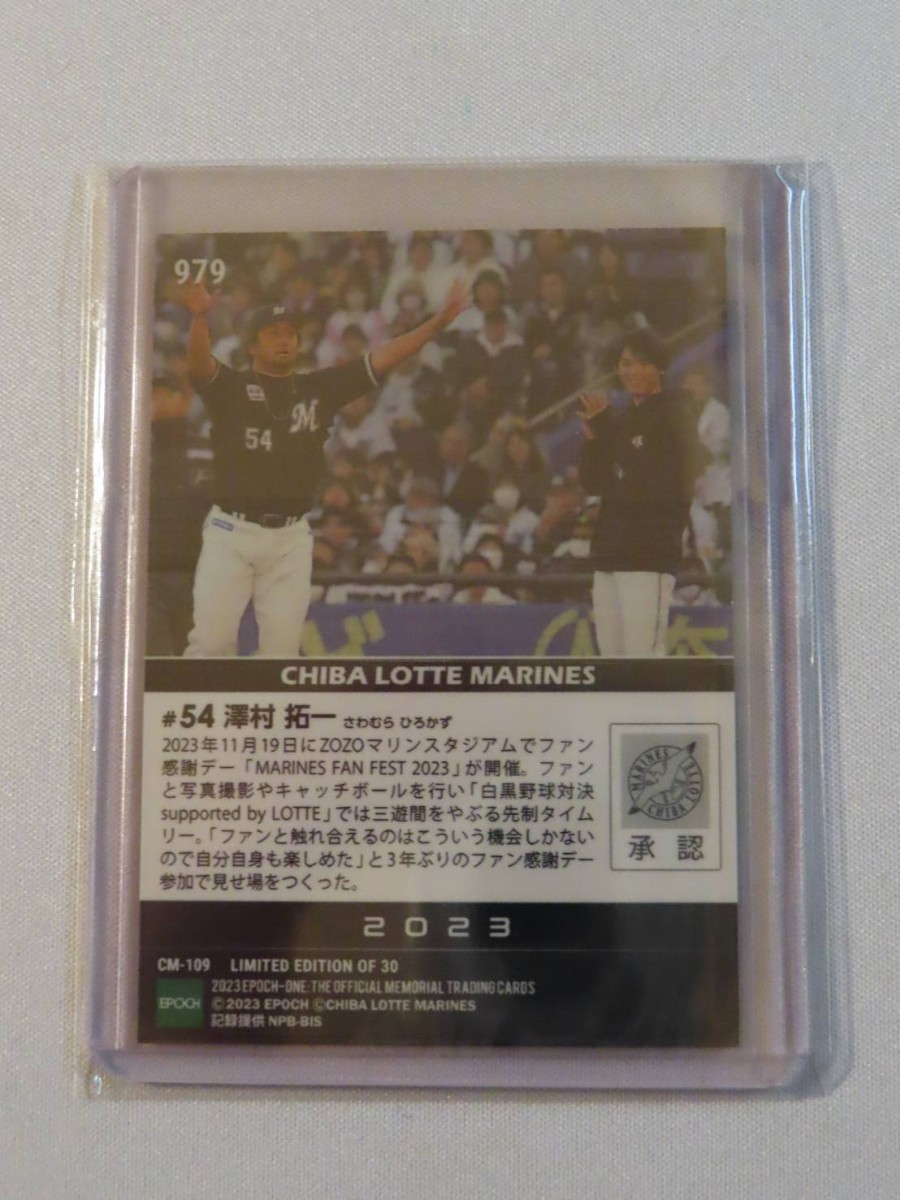 979
M
54
CHIBA LOTTE MARINES
#54 澤村 拓一 さわむら ひろかず
2023年11月19日にZOZOマリンスタジアムでファン
感謝デー「MARINES FAN FEST 2023」が開催。ファン
と写真撮影やキャッチボールを行い「白黒野球対決
supported by LOTTE」では三遊間をやぶる先制タイム
リー。「ファンと触れ合えるのはこういう機会しかない
ので自分自身も楽しめた」と3年ぶりのファン感謝デー
参加で見せ場をつくった。
MARINES
CHIBA LOTTE
承認
2023
CM-109 LIMITED EDITION OF 30
EPOCH
2023 EPOCH-ONE: THE OFFICIAL MEMORIAL TRADING CARDS
©2023 EPOCH ©CHIBA LOTTE MARINES
記録提供 NPB-BIS